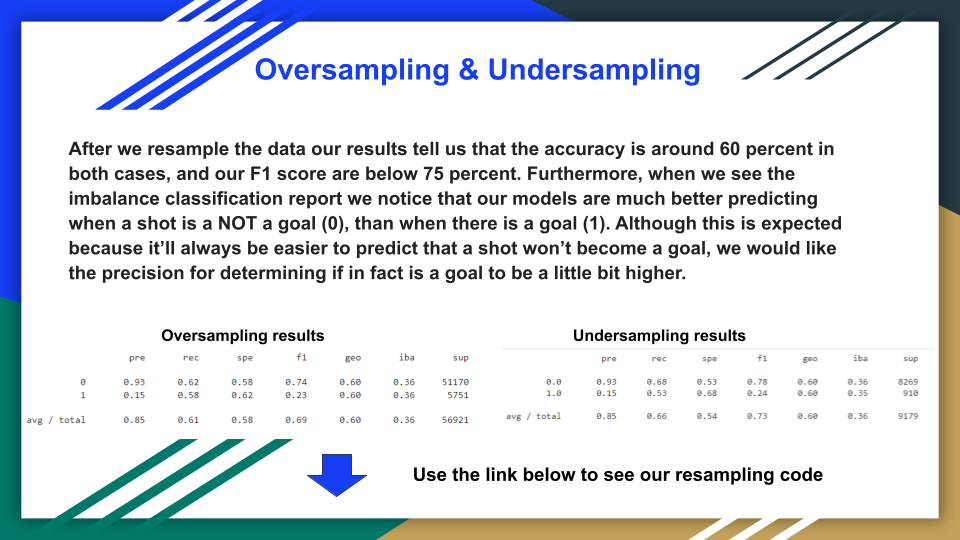 Oversampling & Undersampling
After we resample the data our results tell us that the accuracy is around 60 percent in
both cases, and our F1 score are below 75 percent. Furthermore, when we see the
imbalance classification report we notice that our models are much better predicting
when a shot is a NOT a goal (0), than when there is a goal (1). Although this is expected
because it’ll always be easier to predict that a shot won’t become a goal, we would like
the precision for determining if in fact is a goal to be a little bit higher.
Oversampling results
pre rec spe f1 geo iba sup
0 0.93 0.62 0.58 0.74 0.60 0.36 51170
1 0.15 0.58 0.62 0.23 0.60 0.36 5751
avg / total 0.85 0.61 0.58 0.69 0.60 0.36 56921
Undersampling results
pre rec spe f1 geo iba sup
0.0 0.93 0.68 0.53 0.78 0.60 0.36 8269
1.0 0.15 0.53 0.68 0.24 0.60 0.35 910
avg / total 0.85 0.66 0.54 0.73 0.60 0.36 9179
Use the link below to see our resampling code